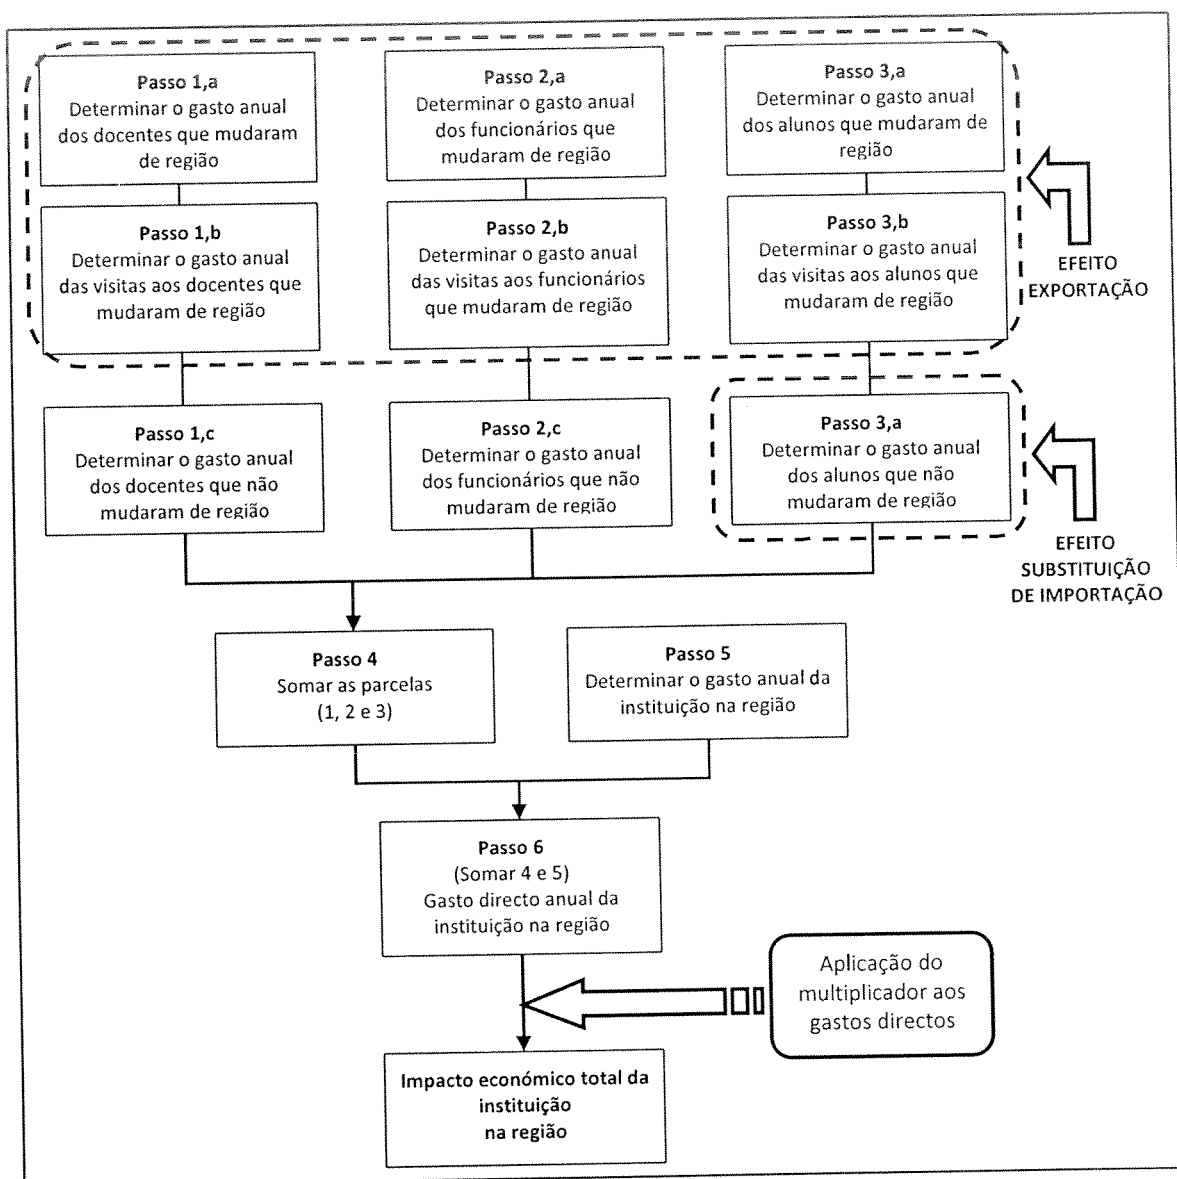 Passo 1,a
Determinar o gasto anual
dos docentes que mudaram
de região
Passo 2,a
Determinar o gasto anual
dos funcionários que
mudaram de região
Passo 3,a
Determinar o gasto anual
dos alunos que mudaram de
região
Passo 1,b
Determinar o gasto anual
das visitas aos docentes que
mudaram de região
Passo 2,b
Determinar o gasto anual
das visitas aos funcionários
que mudaram de região
Passo 3,b
Determinar o gasto anual
das visitas aos alunos que
mudaram de região
EFEITO
EXPORTAÇÃO
Passo 1,c
Determinar o gasto anual
dos docentes que não
mudaram de região
Passo 2,c
Determinar o gasto anual
dos funcionários que não
mudaram de região
Passo 3,a
Determinar o gasto anual
dos alunos que não
mudaram de região
EFEITO
SUBSTITUIÇÃO
DE IMPORTAÇÃO
Passo 4
Somar as parcelas
(1, 2 e 3)
Passo 5
Determinar o gasto anual da
instituição na região
Passo 6
(Somar 4 e 5)
Gasto directo anual da
instituição na região
Aplicação do
multiplicador aos
gastos directos
Impacto económico total da
instituição
na região